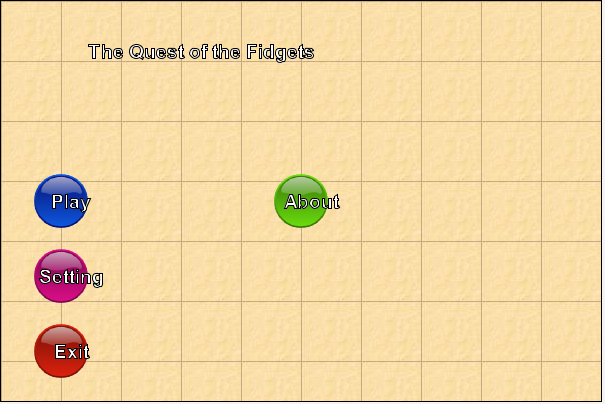 The Quest of the Fidgets
Play
About
Setting
Exit